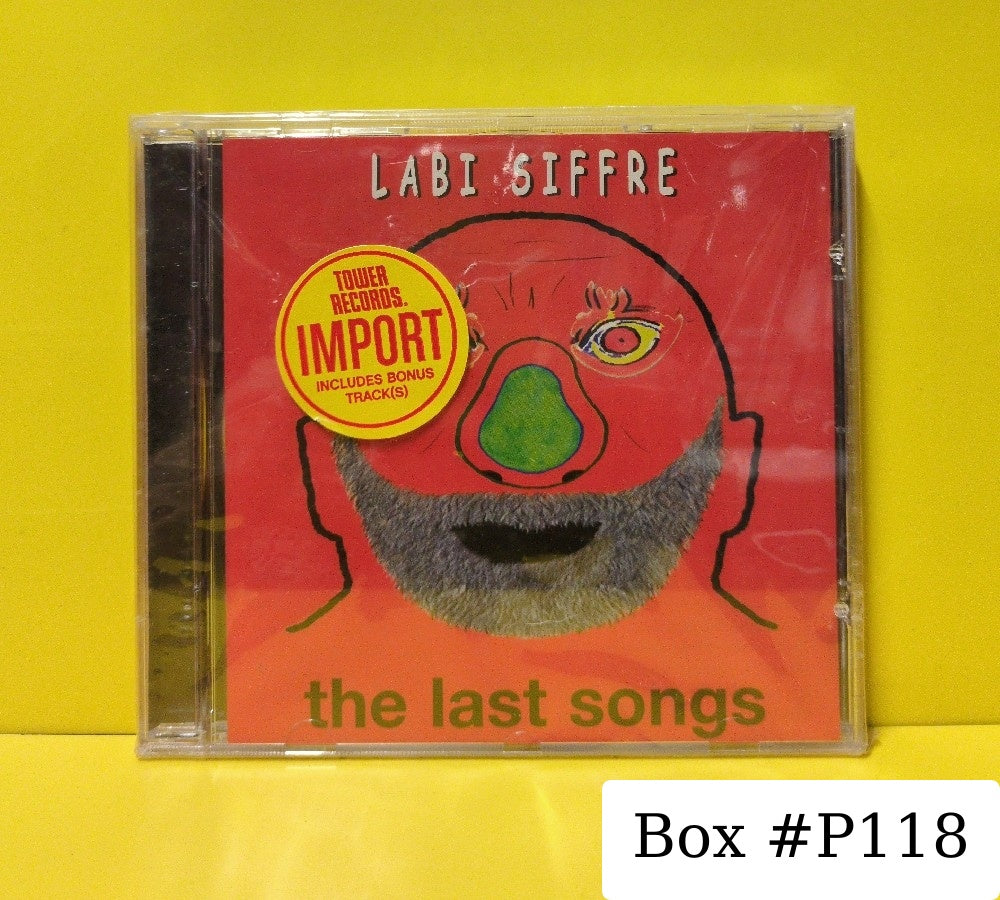 LABI SIFFRE
TOWER
RECORDS.
IMPORT
INCLUDES BONUS
TRACK(S)
the last songs
Box #P118